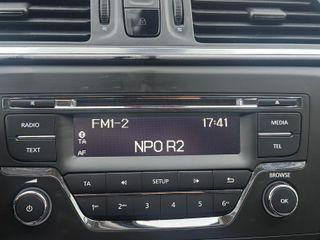 FM1-2 17:41
NPO R2
TA
AF
RADIO
TEXT
MEDIA
TEL
TA SETUP
BROWSE
OK
1 2 3 4 5 6